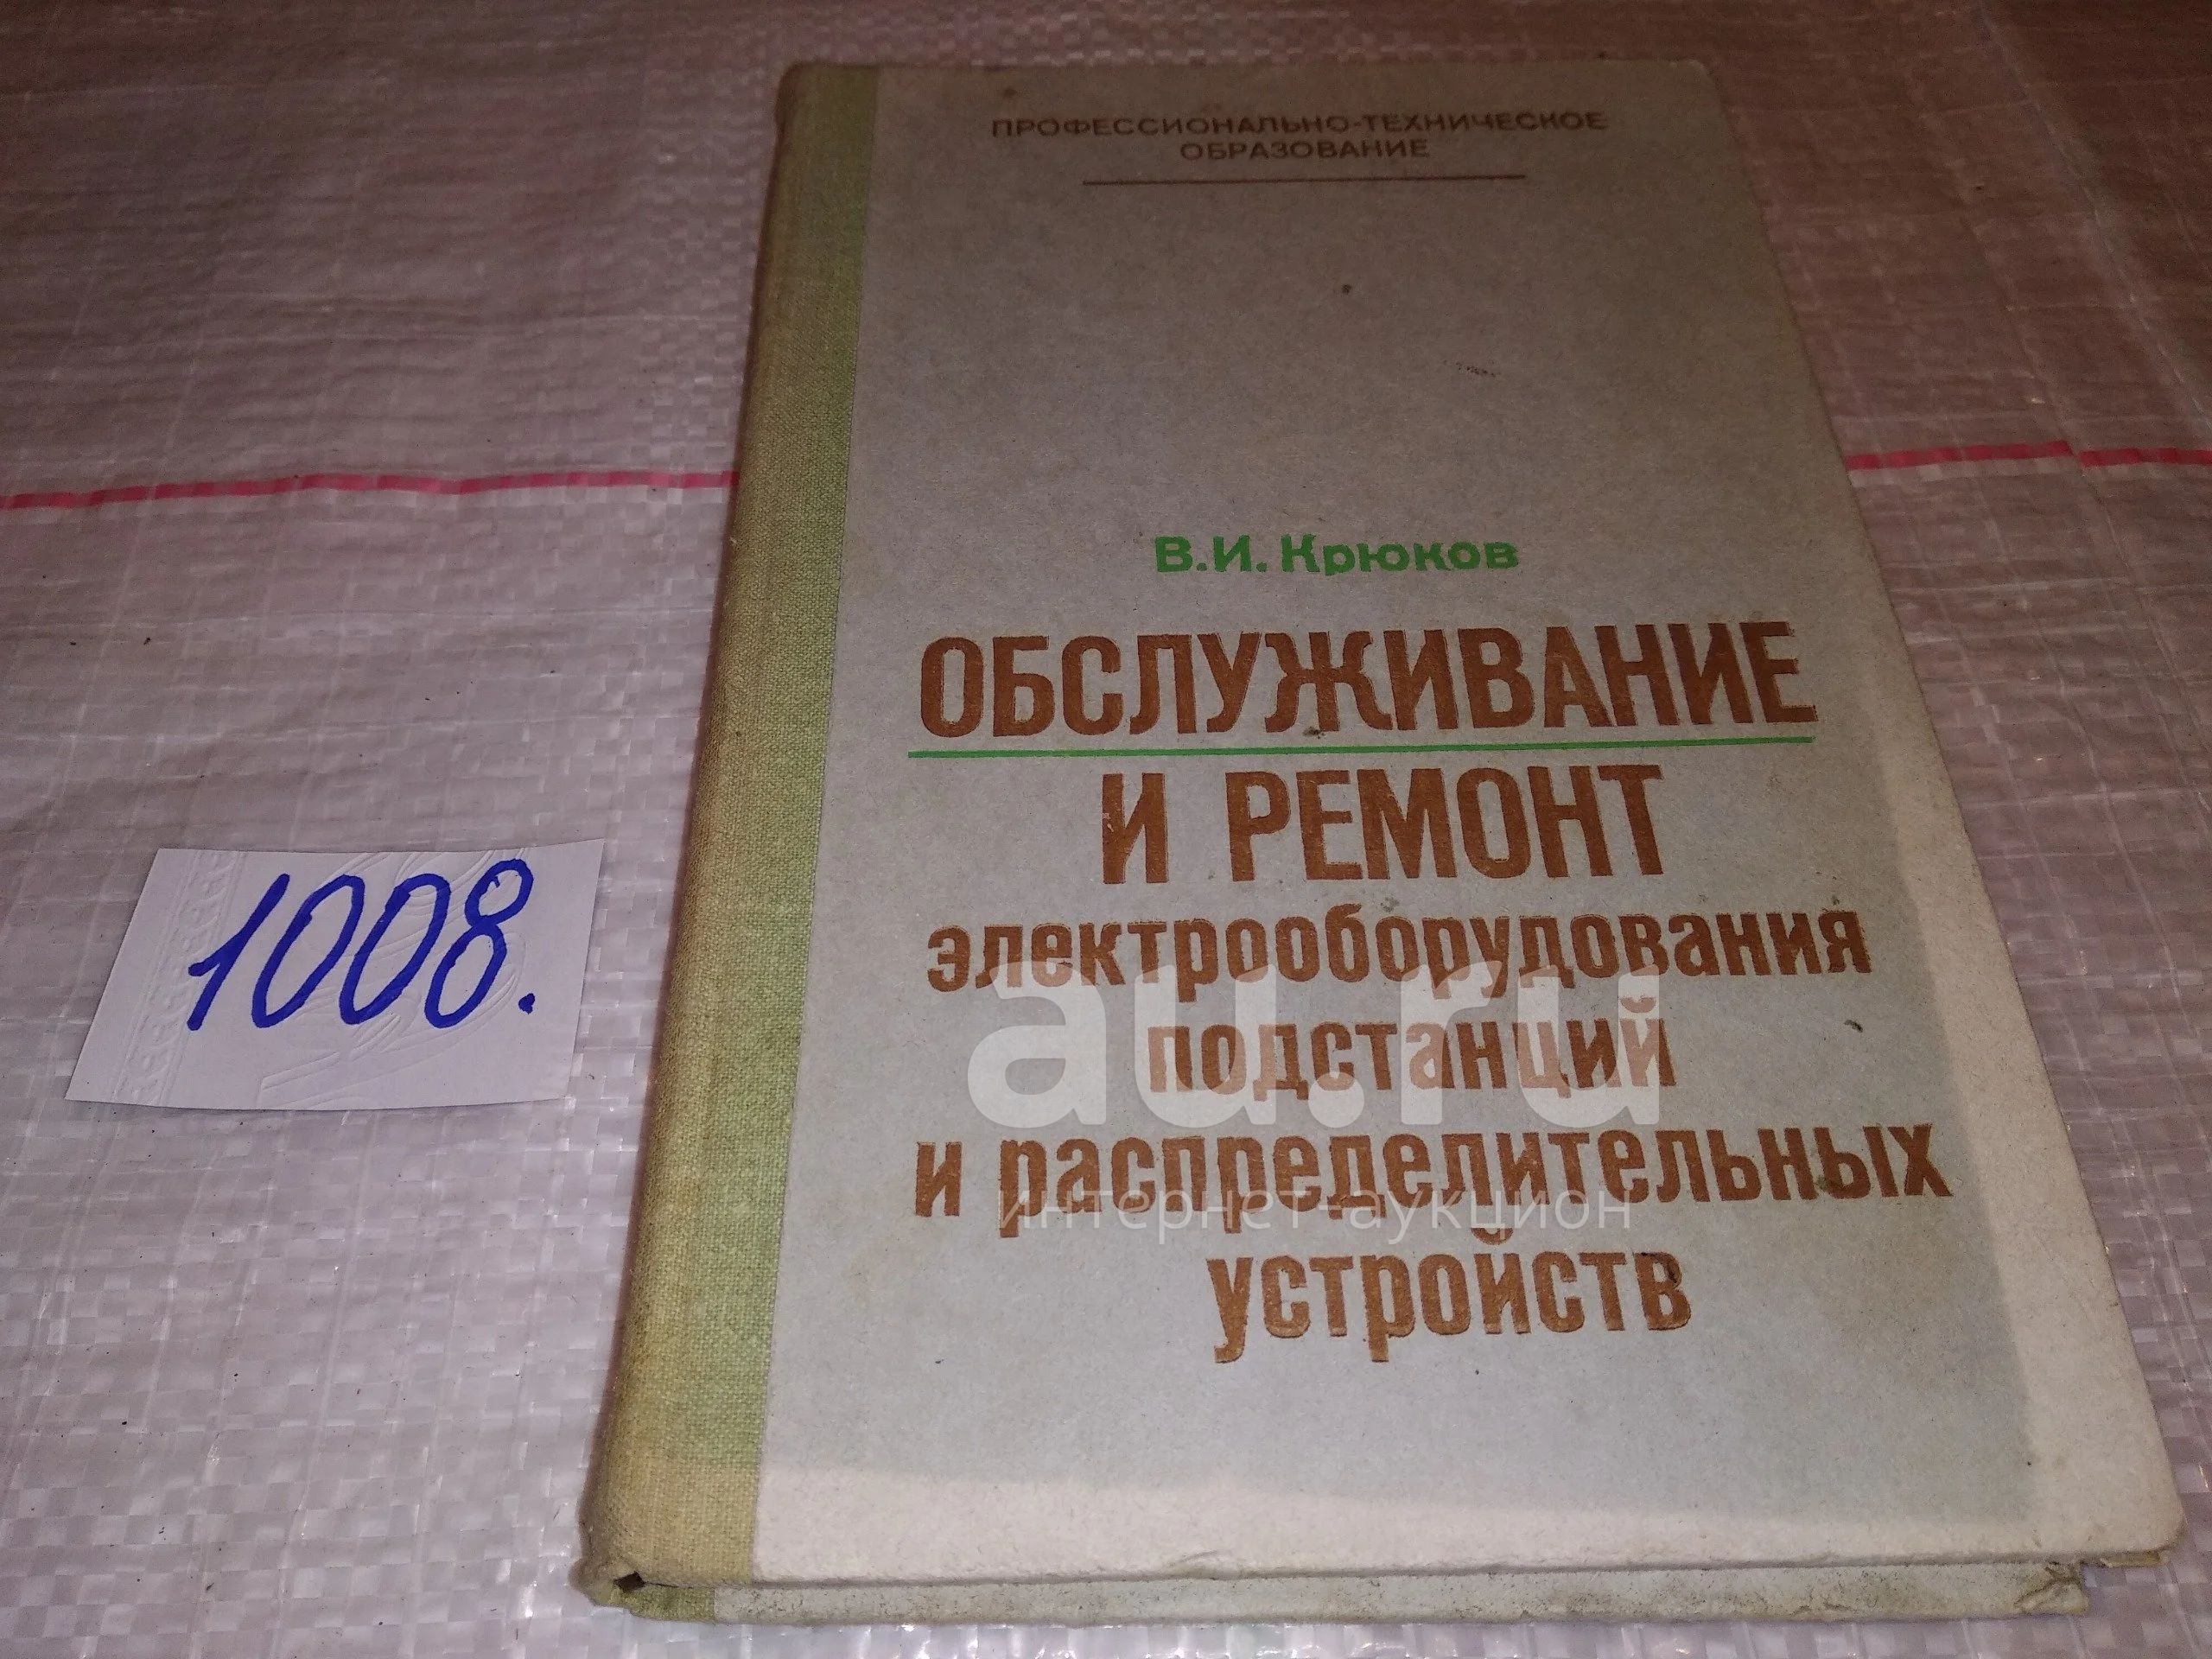 ПРОФЕССИОНАЛЬНО-ТЕХНИЧЕСКОЕ
ОБРАЗОВАНИЕ
В.И. Крюков
ОБСЛУЖИВАНИЕ
И РЕМОНТ
электрооборудования
подстанций
и распределительных
устройств
1008.
au.ru
интернет-аукцион